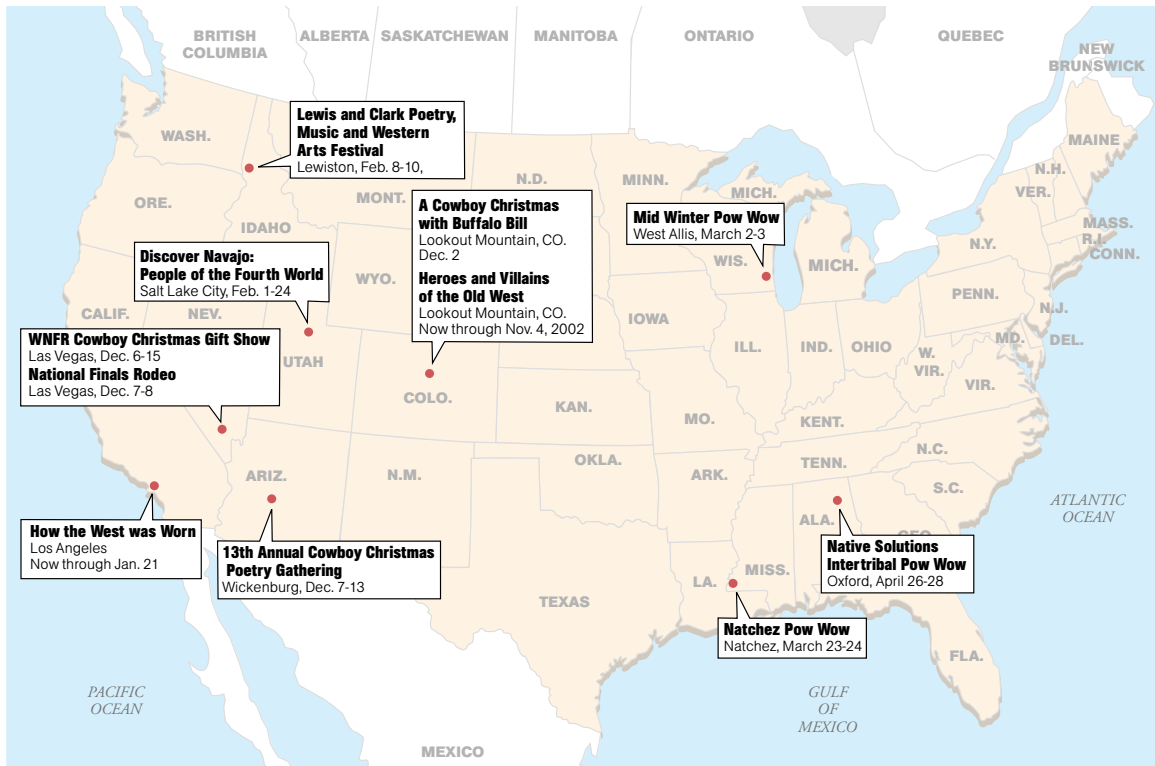 BRITISH
COLUMBIA
ALBERTA
SASKATCHEWAN
MANITOBA
ONTARIO
QUEBEC
NEW
BRUNSWICK
WASH.
Lewis and Clark Poetry,
Music and Western
Arts Festival
Lewiston, Feb. 8-10,
MAINE
N.H.
VER.
ORE.
MONT.
N.D.
MINN.
MICH.
IDAHO
A Cowboy Christmas
with Buffalo Bill
Lookout Mountain, CO.
Dec. 2
Heroes and Villains
of the Old West
Lookout Mountain, CO.
Now through Nov. 4, 2002
Mid Winter Pow Wow
West Allis, March 2-3
MASS.
R.I.
CONN.
N.Y.
Discover Navajo:
People of the Fourth World
Salt Lake City, Feb. 1-24
WYO.
WIS.
MICH.
PENN.
N.J.
CALIF.
NEV.
IOWA
MD.
DEL.
WNFR Cowboy Christmas Gift Show
Las Vegas, Dec. 6-15
National Finals Rodeo
Las Vegas, Dec. 7-8
UTAH
ILL.
IND.
OHIO
W.
VIR.
VIR.
COLO.
KAN.
MO.
KENT.
ARIZ.
N.M.
OKLA.
ARK.
TENN.
N.C.
S.C.
ATLANTIC
OCEAN
How the West was Worn
Los Angeles
Now through Jan. 21
13th Annual Cowboy Christmas
Poetry Gathering
Wickenburg, Dec. 7-13
ALA.
GEO.
Native Solutions
Intertribal Pow Wow
Oxford, April 26-28
LA.
MISS.
TEXAS
Natchez Pow Wow
Natchez, March 23-24
FLA.
PACIFIC
OCEAN
GULF
OF
MEXICO
MEXICO